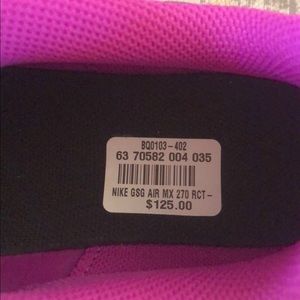 BQ0103-402
63 70582 004 035
NIKE GSG AIR MX 270 RCT-
$125.00